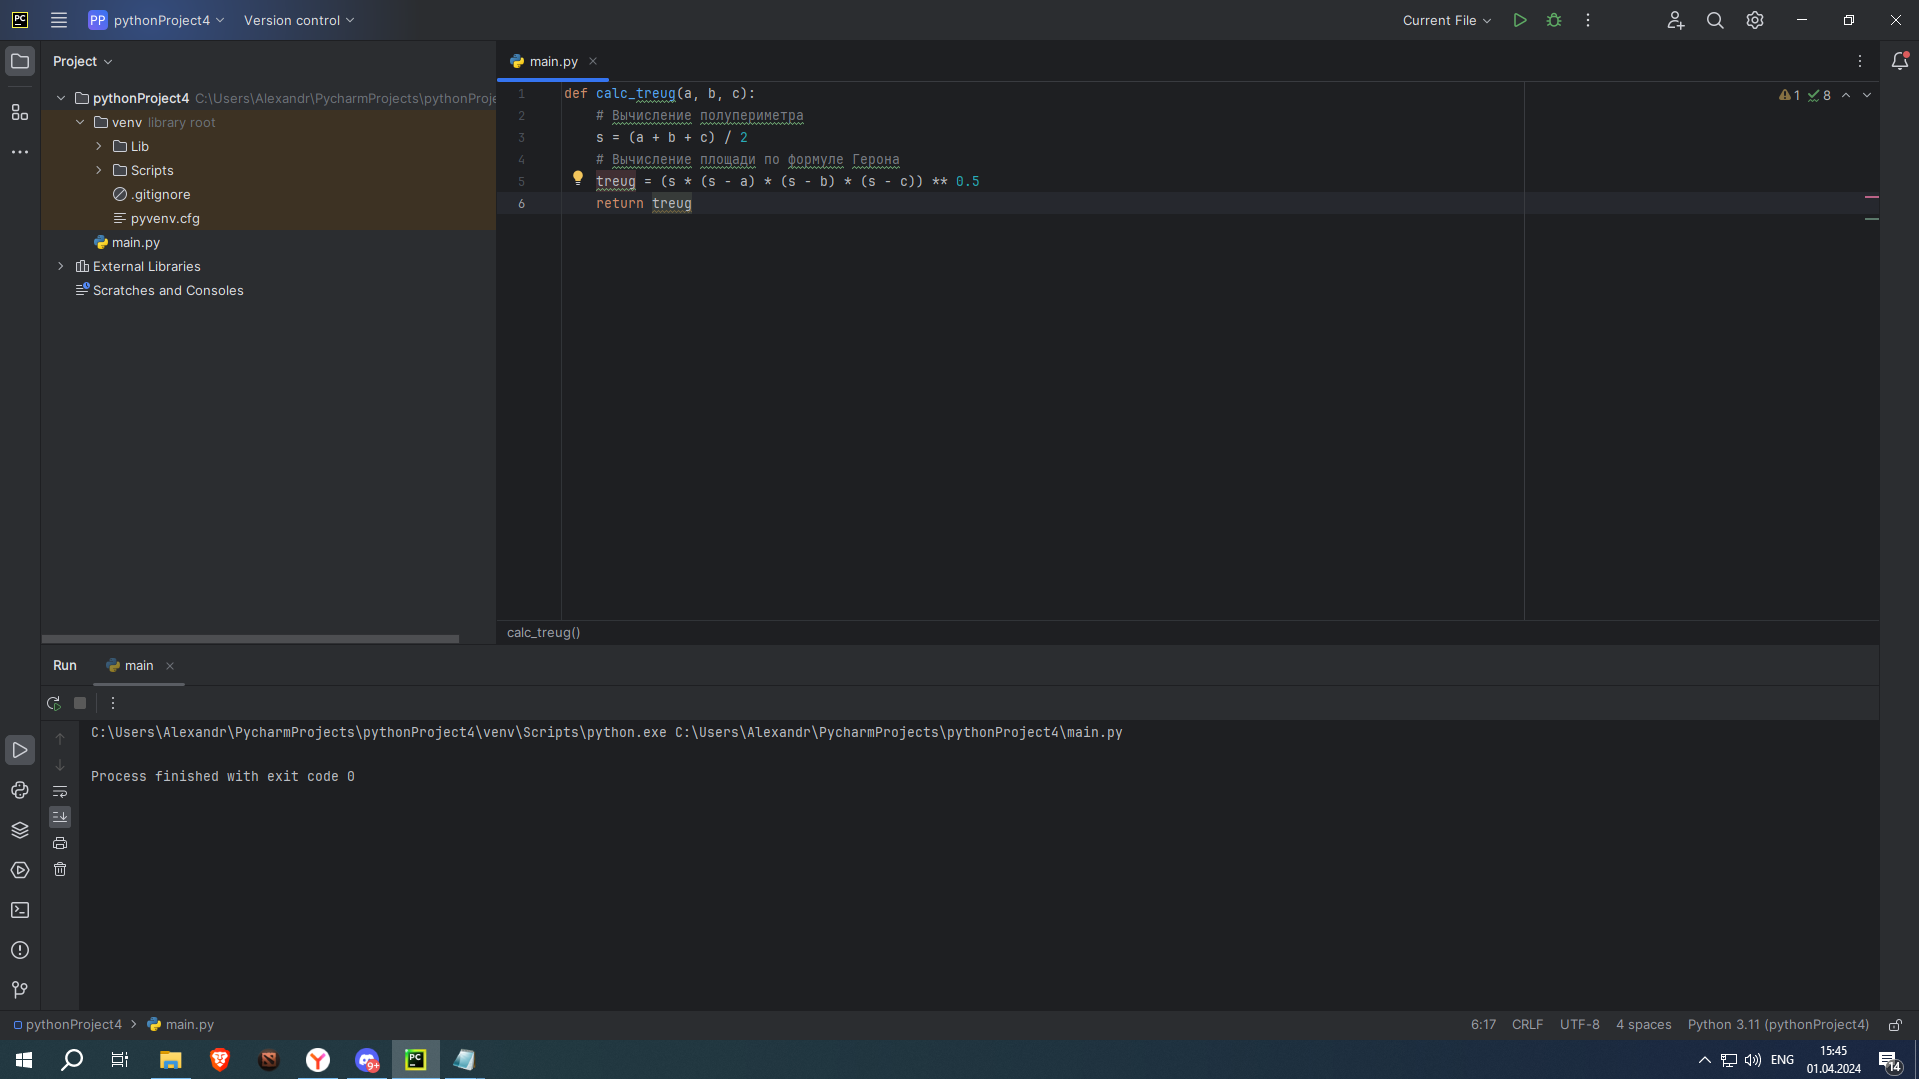 PC
PP pythonProject4
Version control
Current File
Project
pythonProject4 C:\Users\Alexandr\PycharmProjects\pythonProje
venv library root
Lib
Scripts
.gitignore
pyvenv.cfg
main.py
External Libraries
Scratches and Consoles
main.py
1 def calc_treug(a, b, c):
2 # Вычисление полупериметра
3 s = (a + b + c) / 2
4 # Вычисление площади по формуле Герона
5 treug = (s * (s - a) * (s - b) * (s - c)) ** 0.5
6 return treug
1 8
calc_treug()
Run main
C:\Users\Alexandr\PycharmProjects\pythonProject4\venv\Scripts\python.exe C:\Users\Alexandr\PycharmProjects\pythonProject4\main.py
Process finished with exit code 0
pythonProject4 main.py
6:17 CRLF UTF-8 4 spaces Python 3.11 (pythonProject4)
9+
PC
ENG
15:45
01.04.2024
14